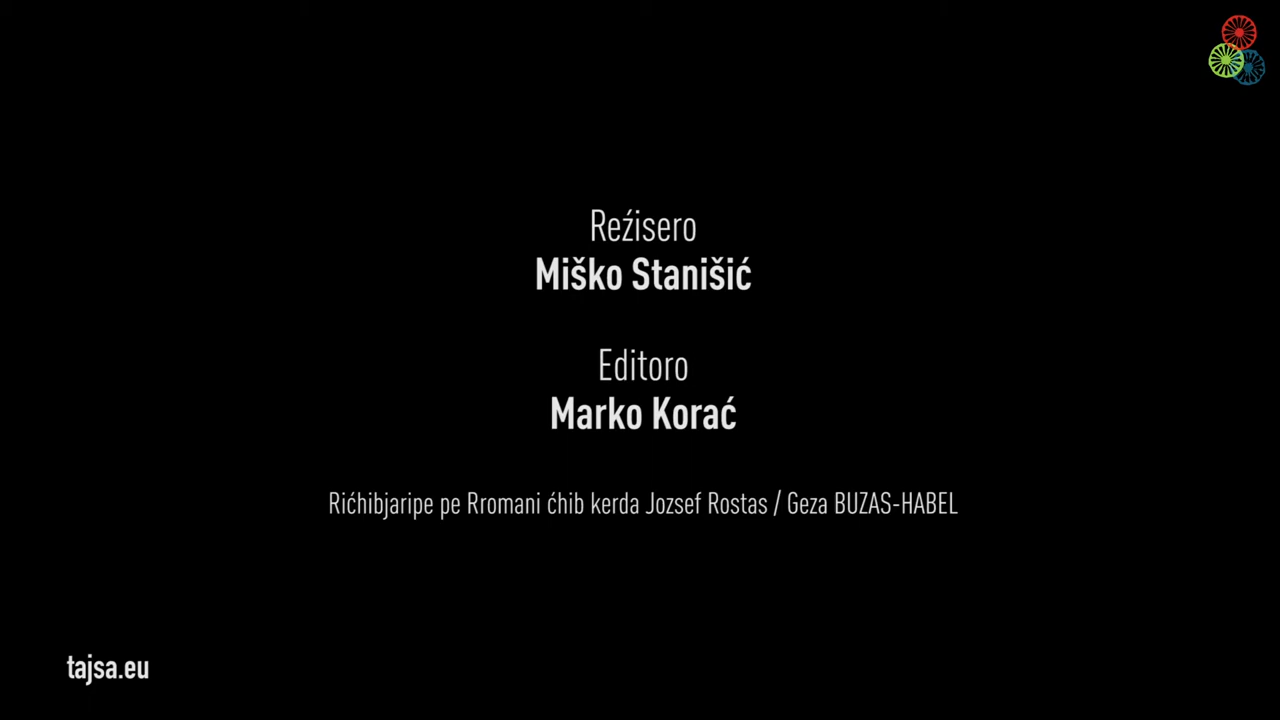 Reźisero
Miško Stanišić
Editoro
Marko Korać
Rićhibjaripe pe Rromani ćhib kerda Jozsef Rostas / Geza BUZAS-HABEL
tajsa.eu